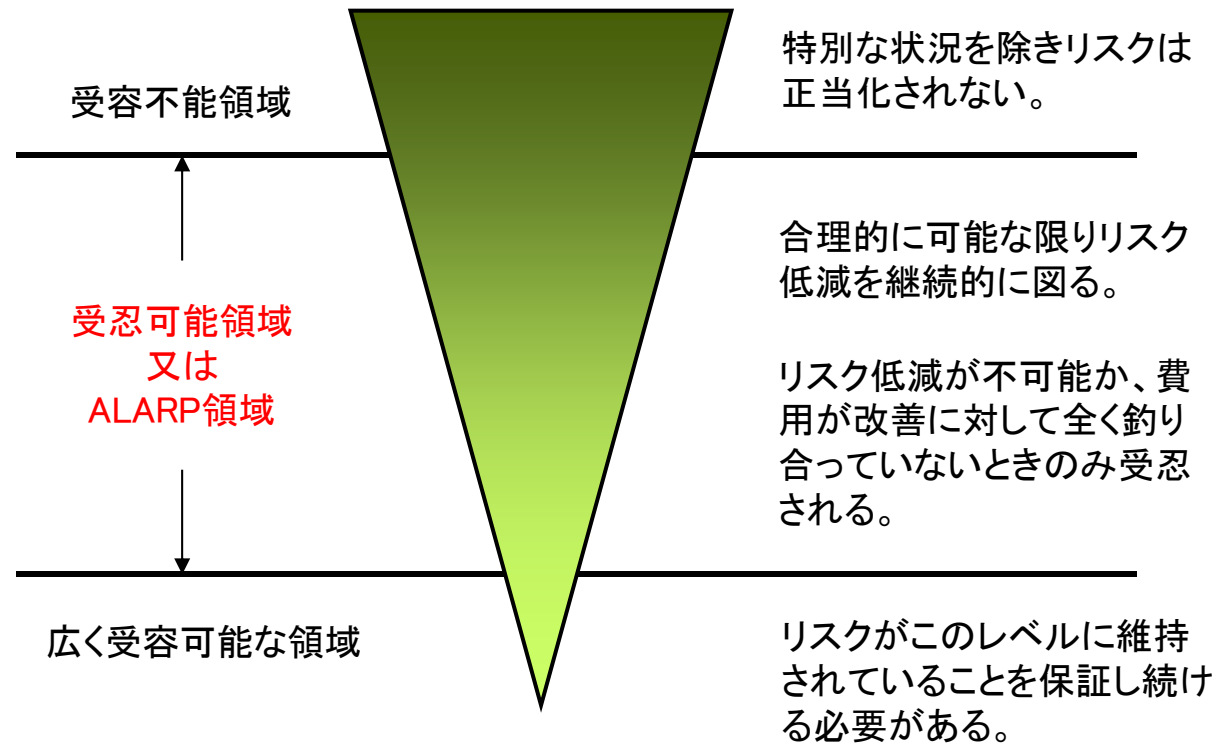 特別な状況を除きリスクは
正当化されない。
受容不能領域
合理的に可能な限りリスク
低減を継続的に図る。
受忍可能領域
又は
ALARP領域
リスク低減が不可能か、費
用が改善に対して全く釣り
合っていないときのみ受忍
される。
広く受容可能な領域
リスクがこのレベルに維持
されていることを保証し続け
る必要がある。